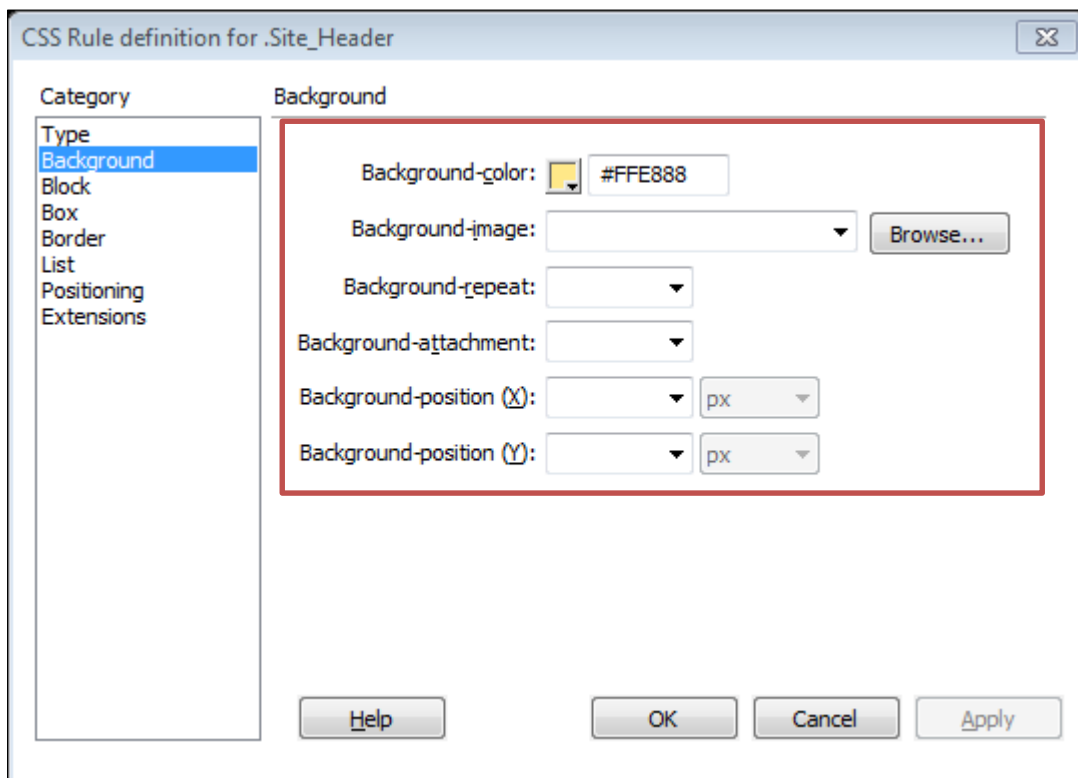 CSS Rule definition for .Site_Header
Category
Background
Type
Background
Block
Box
Border
List
Positioning
Extensions
Background-color: #FFE888
Background-image: Browse...
Background-repeat:
Background-attachment:
Background-position (X): px
Background-position (Y): px
Help OK Cancel Apply